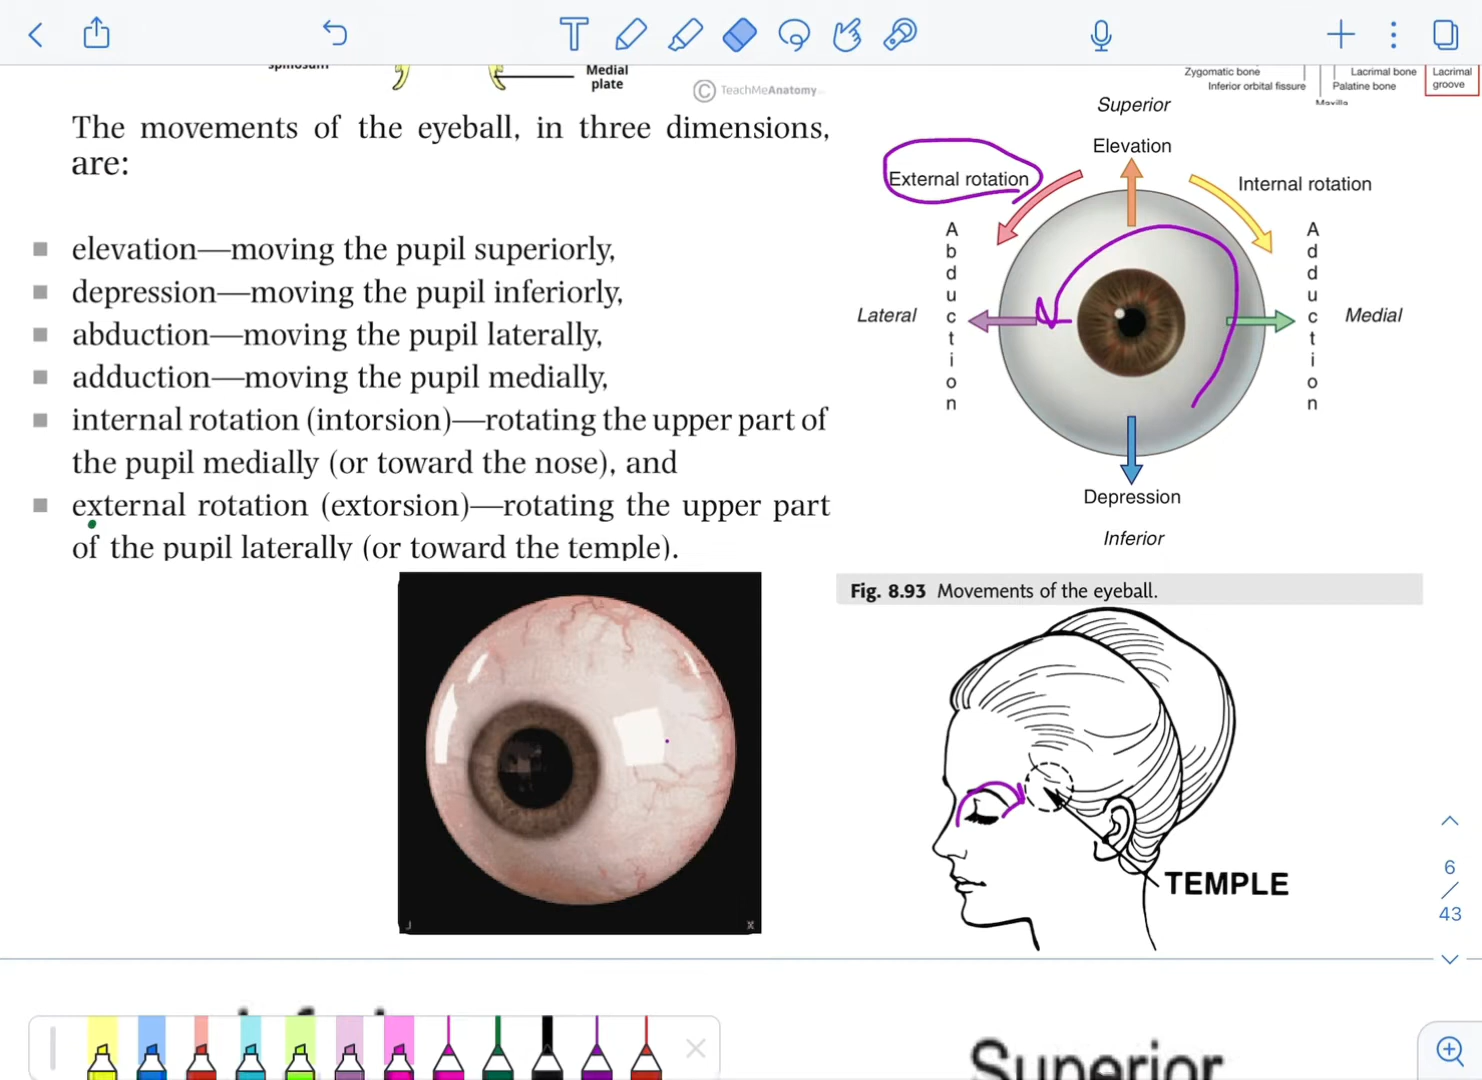 spinosum
Medial
plate
© TeachMeAnatomy
Zygomatic bone
Inferior orbital fissure
Lacrimal bone
Palatine bone
Maxilla
Lacrimal
groove
The movements of the eyeball, in three dimensions,
are:
■ elevation—moving the pupil superiorly,
■ depression—moving the pupil inferiorly,
■ abduction—moving the pupil laterally,
■ adduction—moving the pupil medially,
■ internal rotation (intorsion)—rotating the upper part of
the pupil medially (or toward the nose), and
■ external rotation (extorsion)—rotating the upper part
of the pupil laterally (or toward the temple).
Superior
Elevation
External rotation
Internal rotation
Abduction
Adduction
Lateral
Medial
Depression
Inferior
Fig. 8.93 Movements of the eyeball.
TEMPLE
J
X
6
/
43
Superior